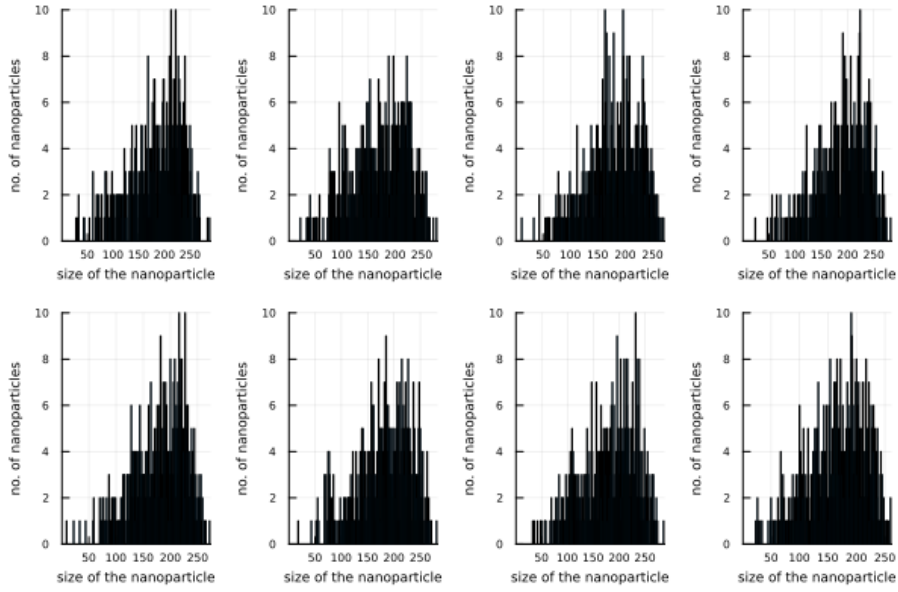 10 10 10 10
8 8 8 8
no. of nanoparticles no. of nanoparticles no. of nanoparticles no. of nanoparticles
6 6 6 6
4 4 4 4
2 2 2 2
0 0 0 0
50 100 150 200 250 50 100 150 200 250 50 100 150 200 250 50 100 150 200 250
size of the nanoparticle size of the nanoparticle size of the nanoparticle size of the nanoparticle
10 10 10 10
8 8 8 8
no. of nanoparticles no. of nanoparticles no. of nanoparticles no. of nanoparticles
6 6 6 6
4 4 4 4
2 2 2 2
0 0 0 0
50 100 150 200 250 50 100 150 200 250 50 100 150 200 250 50 100 150 200 250
size of the nanoparticle size of the nanoparticle size of the nanoparticle size of the nanoparticle